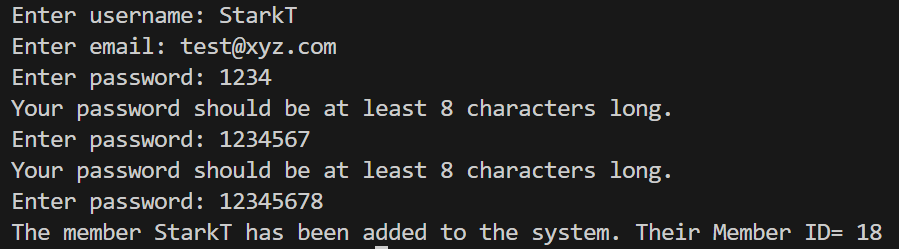 Enter username: StarkT
Enter email: test@xyz.com
Enter password: 1234
Your password should be at least 8 characters long.
Enter password: 1234567
Your password should be at least 8 characters long.
Enter password: 12345678
The member StarkT has been added to the system. Their Member ID= 18